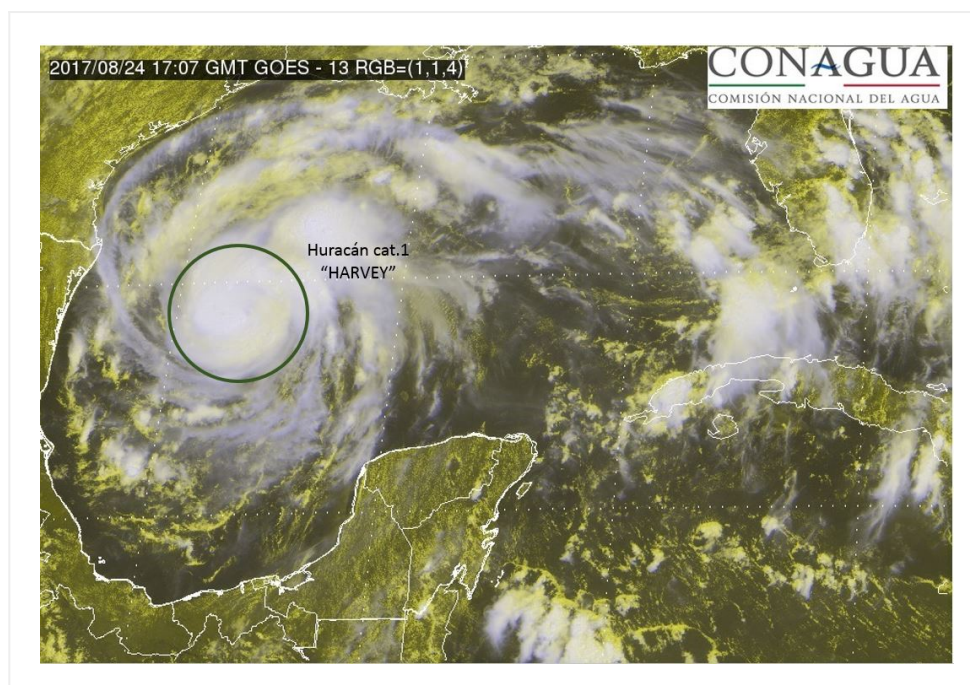 2017/08/24 17:07 GMT GOES - 13 RGB=(1,1,4)
CONAGUA
COMISIÓN NACIONAL DEL AGUA
Huracán cat.1
“HARVEY”